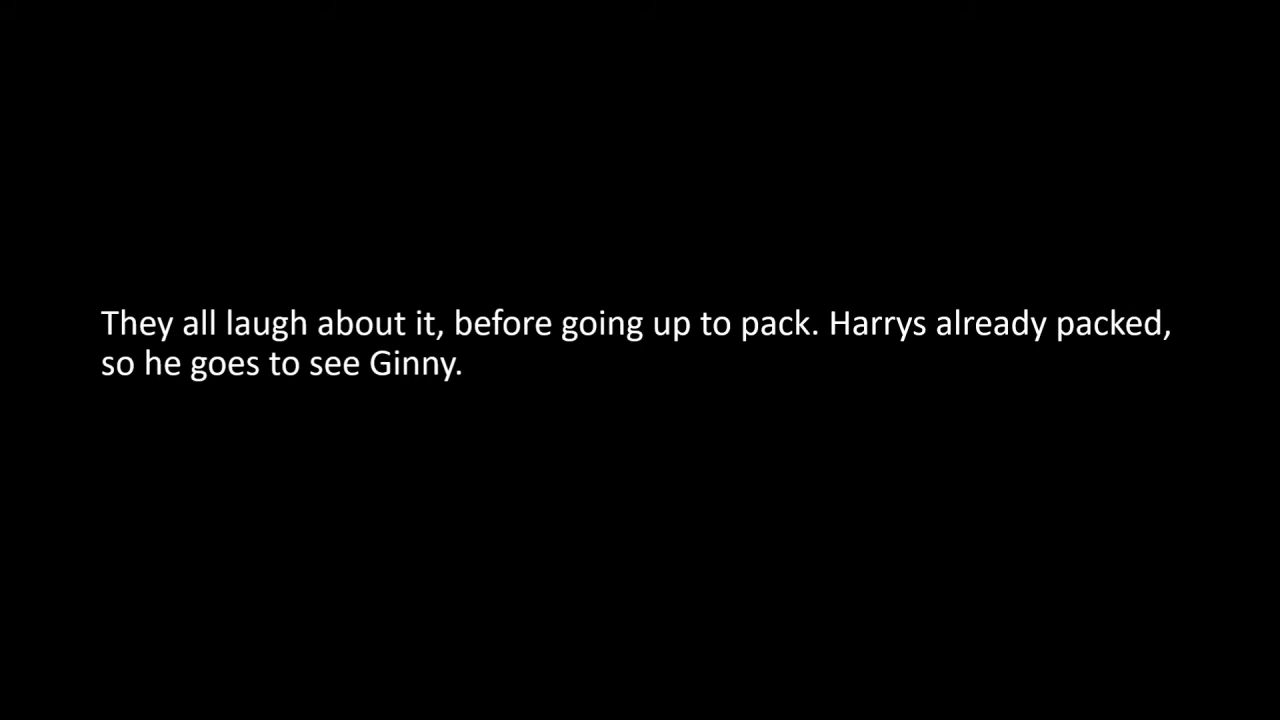 They all laugh about it, before going up to pack. Harrys already packed,
so he goes to see Ginny.